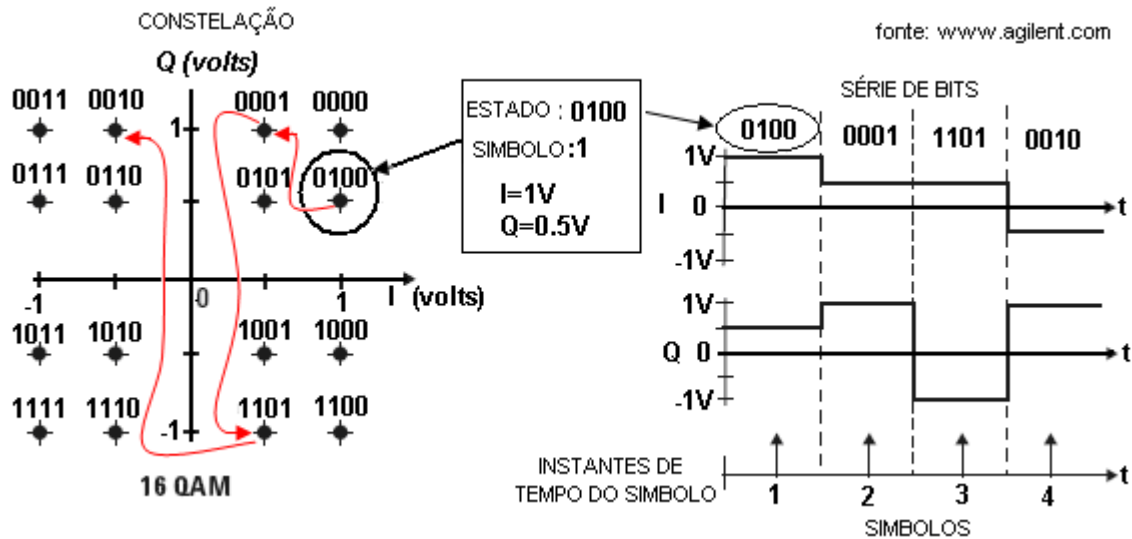 CONSTELAÇÃO
fonte: www.agilent.com
Q (volts)
0011 0010 0001 0000
1
0111 0110 0101 0100
-1 -0 1 I (volts)
1011 1010 1001 1000
1111 1110 1101 1100
-1
16 QAM
ESTADO : 0100
SIMBOLO:1
I=1V
Q=0.5V
SÉRIE DE BITS
0100 0001 1101 0010
1V
I 0 t
-1V
1V
Q 0 t
-1V
INSTANTES DE
TEMPO DO SIMBOLO
t
1 2 3 4
SIMBOLOS